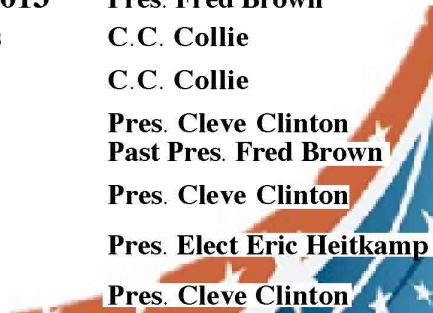 2015 Pres. Fred Brown
C.C. Collie
C.C. Collie
Pres. Cleve Clinton
Past Pres. Fred Brown
Pres. Cleve Clinton
Pres. Elect Eric Heitkamp
Pres. Cleve Clinton